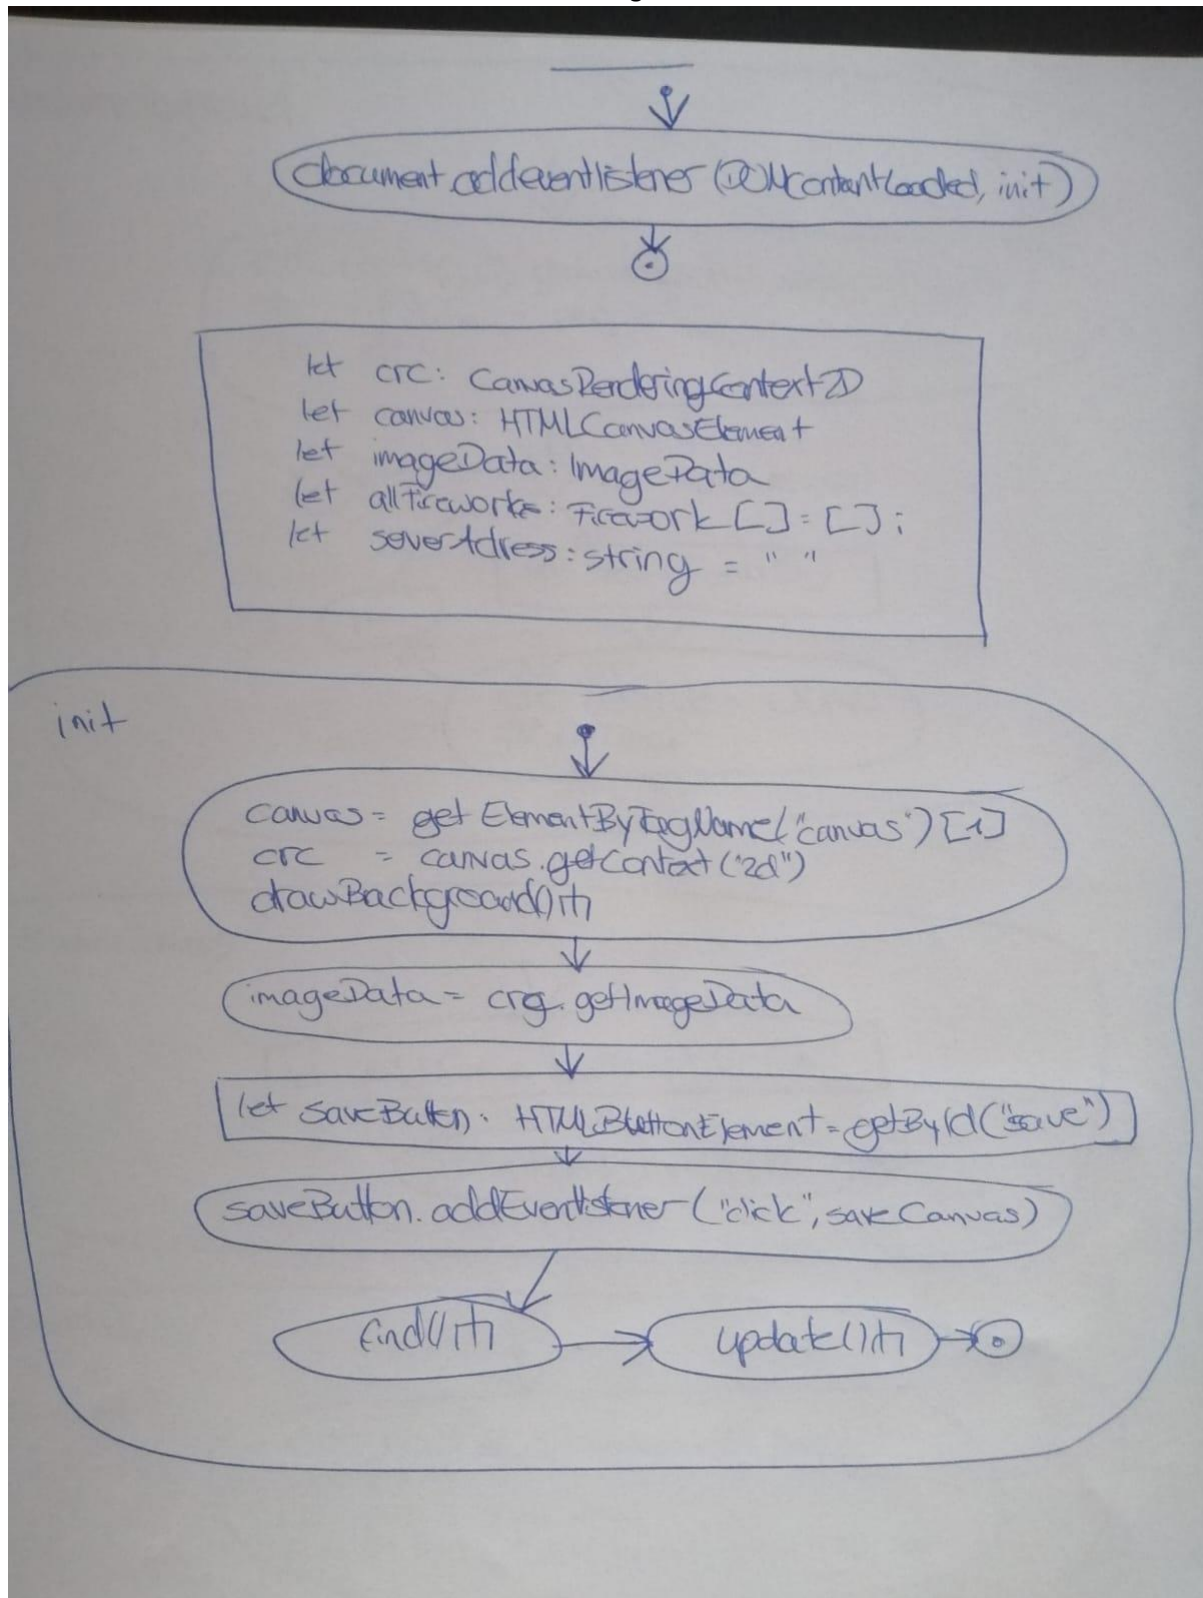 document.addeventlistener (DOMContantLoaded, init)
let crc: CanvasRenderingContext2D
let canvas: HTMLCanvasElement
let imageData: ImageData
let allFireworks: Firework [] = [];
let severAdress: string = " "
init
canvas = getElementByTagName("canvas") [1]
crc = canvas.getContext("2d")
drawBackground()
imageData = crc.getImageData
let saveButton: HTMLButtonElement = getById("save")
saveButton.addEventlistener ("click", saveCanvas)
find()
update()